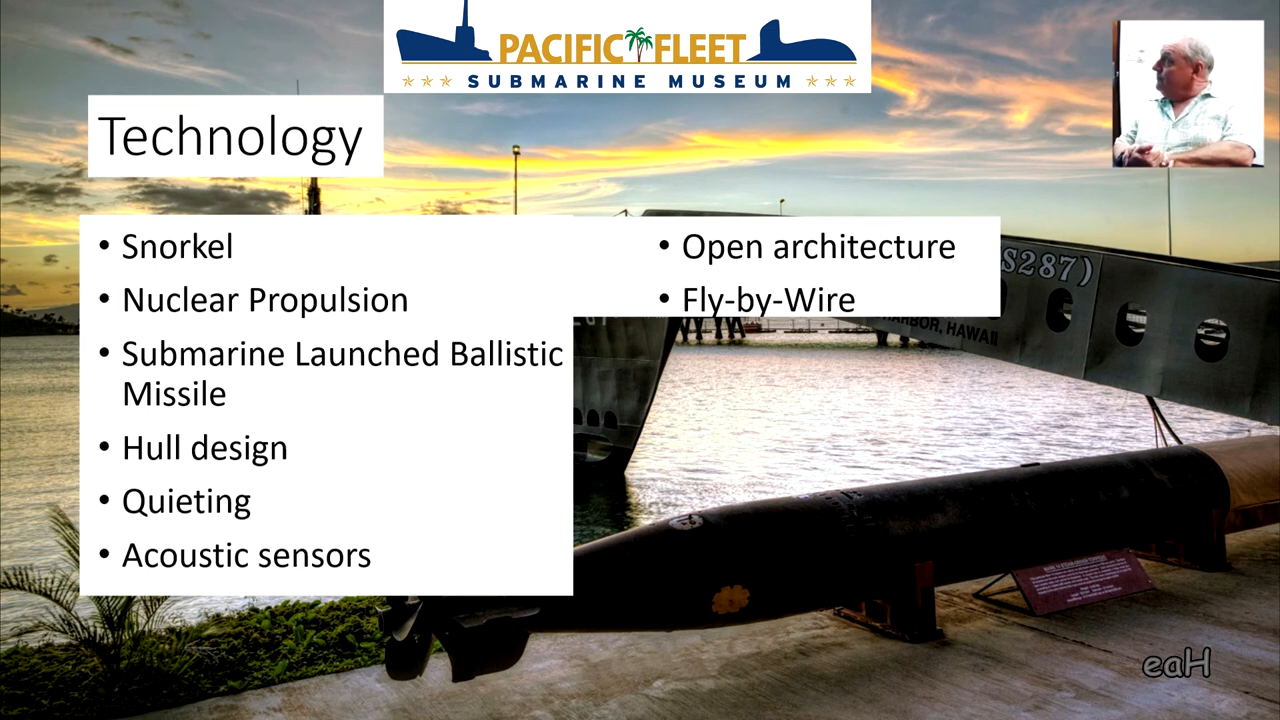 PACIFIC FLEET
SUBMARINE MUSEUM
Technology
• Snorkel
• Nuclear Propulsion
• Submarine Launched Ballistic
Missile
• Hull design
• Quieting
• Acoustic sensors
• Open architecture
• Fly-by-Wire
S287)
HARBOR, HAWAII
eaH